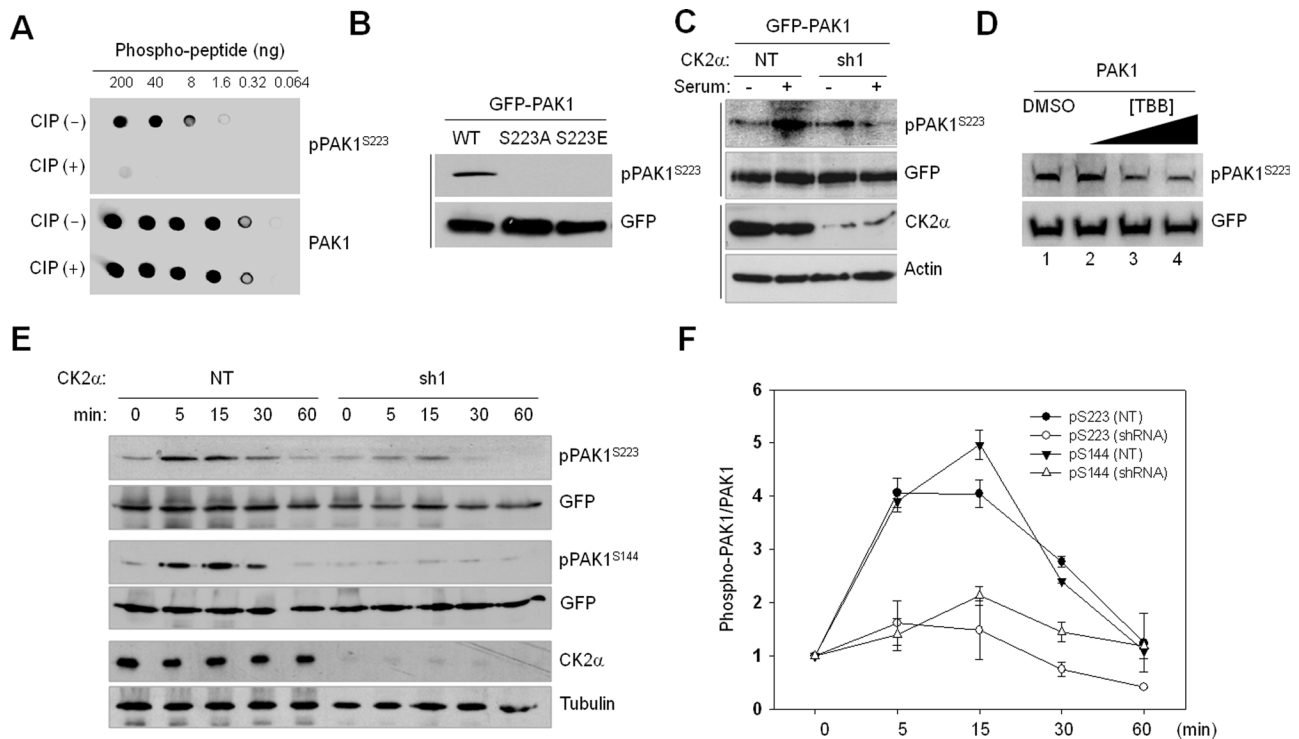 A
Phospho-peptide (ng)
200 40 8 1.6 0.32 0.064
CIP (-)
CIP (+)
pPAK1S223
CIP (-)
CIP (+)
PAK1
B
GFP-PAK1
WT S223A S223E
pPAK1S223
GFP
C
GFP-PAK1
CK2α: NT sh1
Serum: - + - +
pPAK1S223
GFP
CK2α
Actin
D
PAK1
DMSO [TBB]
pPAK1S223
GFP
1 2 3 4
E
CK2α: NT sh1
min: 0 5 15 30 60 0 5 15 30 60
pPAK1S223
GFP
pPAK1S144
GFP
CK2α
Tubulin
F
Phospho-PAK1/PAK1
6
5
4
3
2
1
0
pS223 (NT)
pS223 (shRNA)
pS144 (NT)
pS144 (shRNA)
0 5 15 30 60 (min)